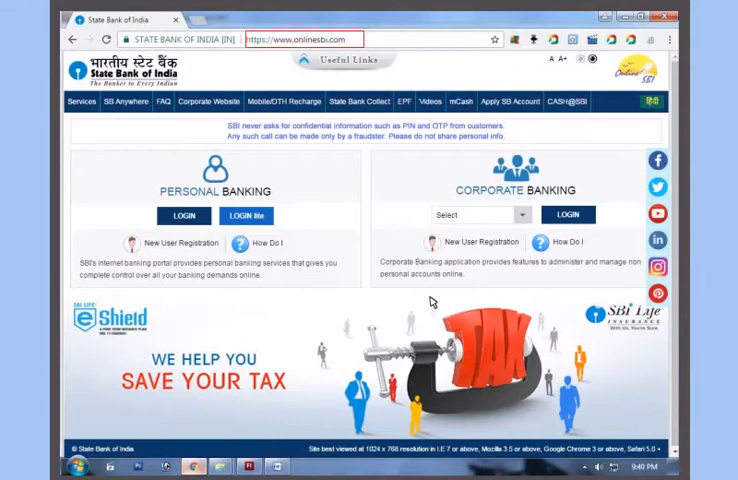 State Bank of India
STATE BANK OF INDIA [IN]
https://www.onlinesbi.com
Useful Links
A A+
भारतीय स्टेट बैंक
State Bank of India
The Banker to Every Indian
Online SBI
Services SB Anywhere FAQ Corporate Website Mobile/DTH Recharge State Bank Collect EPF Videos mCash Apply SB Account CASH@SBI हिन्दी
SBI never asks for confidential information such as PIN and OTP from customers.
Any such call can be made only by a fraudster. Please do not share personal info.
PERSONAL BANKING
LOGIN LOGIN lite
New User Registration How Do I
SBI's internet banking portal provides personal banking services that gives you
complete control over all your banking demands online.
CORPORATE BANKING
Select LOGIN
New User Registration How Do I
Corporate Banking application provides features to administer and manage non
personal accounts online.
SBI LIFE
eShield
WE HELP YOU
SAVE YOUR TAX
TAX
SBI Life
INSURANCE
With Us, You're Sure
© State Bank of India Site best viewed at 1024 x 768 resolution in I.E 7 or above, Mozilla 3.5 or above, Google Chrome 3 or above, Safari 5.0 +
9:40 PM